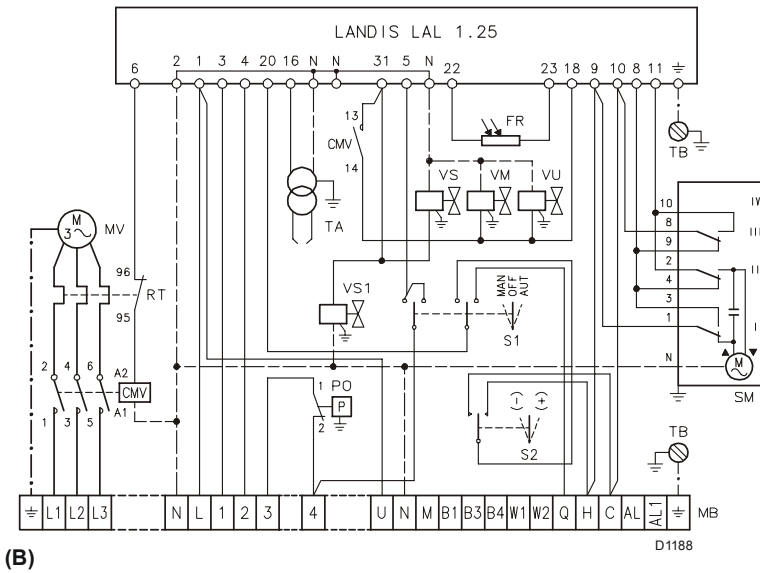 LANDIS LAL 1.25
6 2 1 3 4 20 16 N N 31 5 N 22 23 18 9 10 8 11
13
CMV
14
FR
TB
TA
VS VM VU
M
3~
MV
96
RT
95
VS1
MAN
OFF
AUT
S1
10
8
9
2
4
3
1
N
IV
III
II
I
M
~
SM
2 4 6 A2
CMV
1 3 5 A1
1 PO
P
2
(-) (+)
S2
TB
L1 L2 L3 N L 1 2 3 4 U N M B1 B3 B4 W1 W2 Q H C AL AL1 MB
D1188
(B)